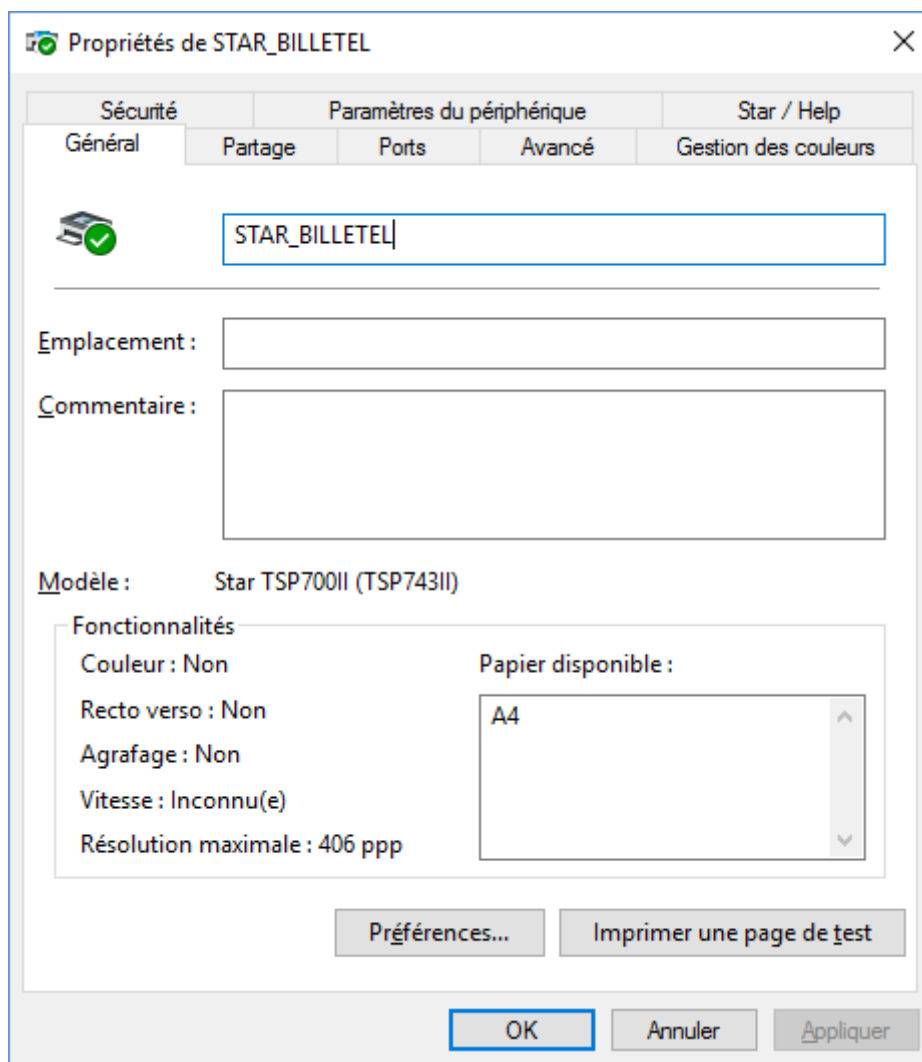 Propriétés de STAR_BILLETEL
Sécurité Paramètres du périphérique Star / Help
Général Partage Ports Avancé Gestion des couleurs
STAR_BILLETEL
Emplacement :
Commentaire :
Modèle : Star TSP700II (TSP743II)
Fonctionnalités
Couleur : Non Papier disponible :
Recto verso : Non A4
Agrafage : Non
Vitesse : Inconnu(e)
Résolution maximale : 406 ppp
Préférences... Imprimer une page de test
OK Annuler Appliquer